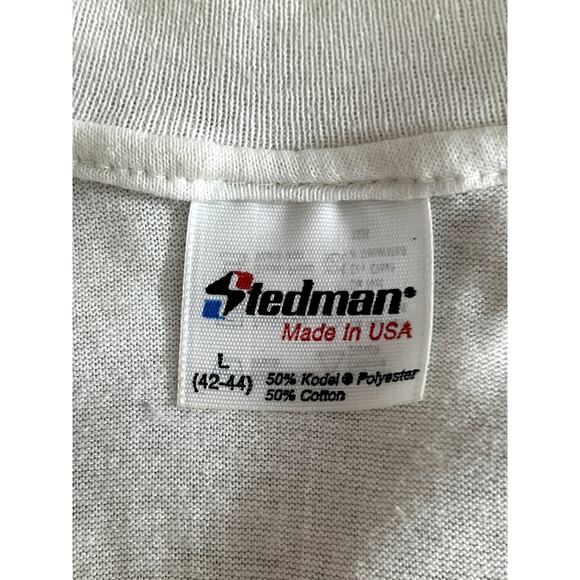 Stedman®
Made in USA
L
(42-44)
50% Kodel ® Polyester
50% Cotton